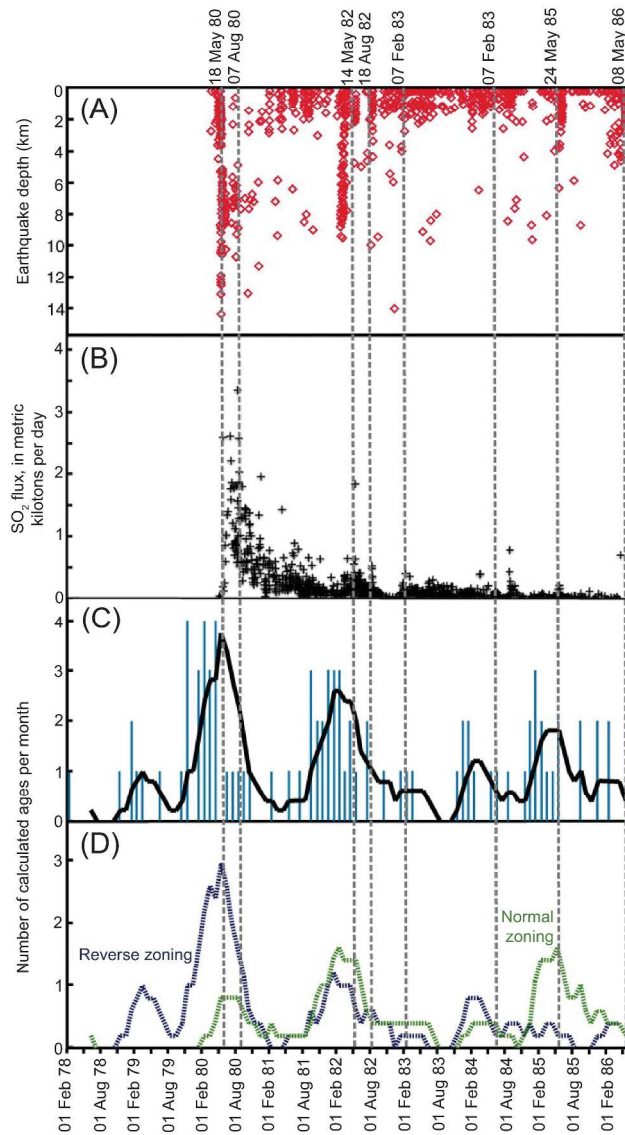 18 May 80
07 Aug 80
14 May 82
18 Aug 82
07 Feb 83
07 Feb 83
24 May 85
08 May 86
(A)
Earthquake depth (km)
0
2
4
6
8
10
12
14
(B)
SO2 flux, in metric
kilotons per day
4
3
2
1
0
(C)
Number of calculated ages per month
4
3
2
1
0
(D)
3
2
1
0
Reverse zoning
Normal
zoning
01 Feb 78
01 Aug 78
01 Feb 79
01 Aug 79
01 Feb 80
01 Aug 80
01 Feb 81
01 Aug 81
01 Feb 82
01 Aug 82
01 Feb 83
01 Aug 83
01 Feb 84
01 Aug 84
01 Feb 85
01 Aug 85
01 Feb 86